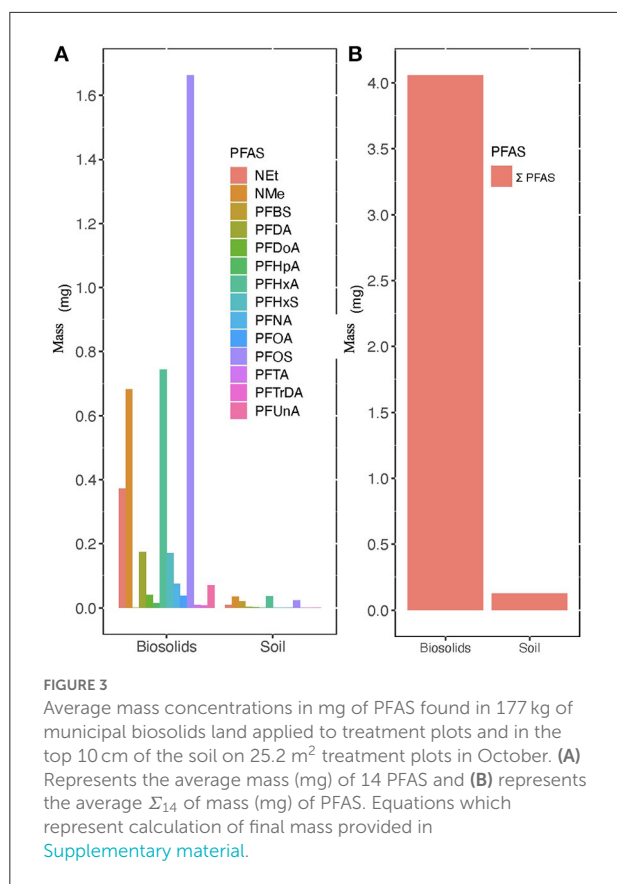 A
Mass (mg)
1.6
1.4
1.2
1.0
0.8
0.6
0.4
0.2
0.0
PFAS
NEt
NMe
PFBS
PFDA
PFDoA
PFHpA
PFHxA
PFHxS
PFNA
PFOA
PFOS
PFTA
PFTrDA
PFUnA
Biosolids Soil
B
Mass (mg)
4.0
3.5
3.0
2.5
2.0
1.5
1.0
0.5
0.0
PFAS
Σ PFAS
Biosolids Soil
FIGURE 3
Average mass concentrations in mg of PFAS found in 177 kg of
municipal biosolids land applied to treatment plots and in the
top 10 cm of the soil on 25.2 m² treatment plots in October. (A)
Represents the average mass (mg) of 14 PFAS and (B) represents
the average Σ₁₄ of mass (mg) of PFAS. Equations which
represent calculation of final mass provided in
Supplementary material.